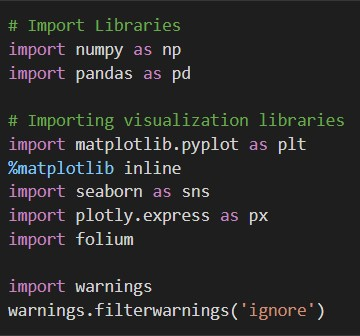 # Import Libraries
import numpy as np
import pandas as pd
# Importing visualization libraries
import matplotlib.pyplot as plt
%matplotlib inline
import seaborn as sns
import plotly.express as px
import folium
import warnings
warnings.filterwarnings('ignore')